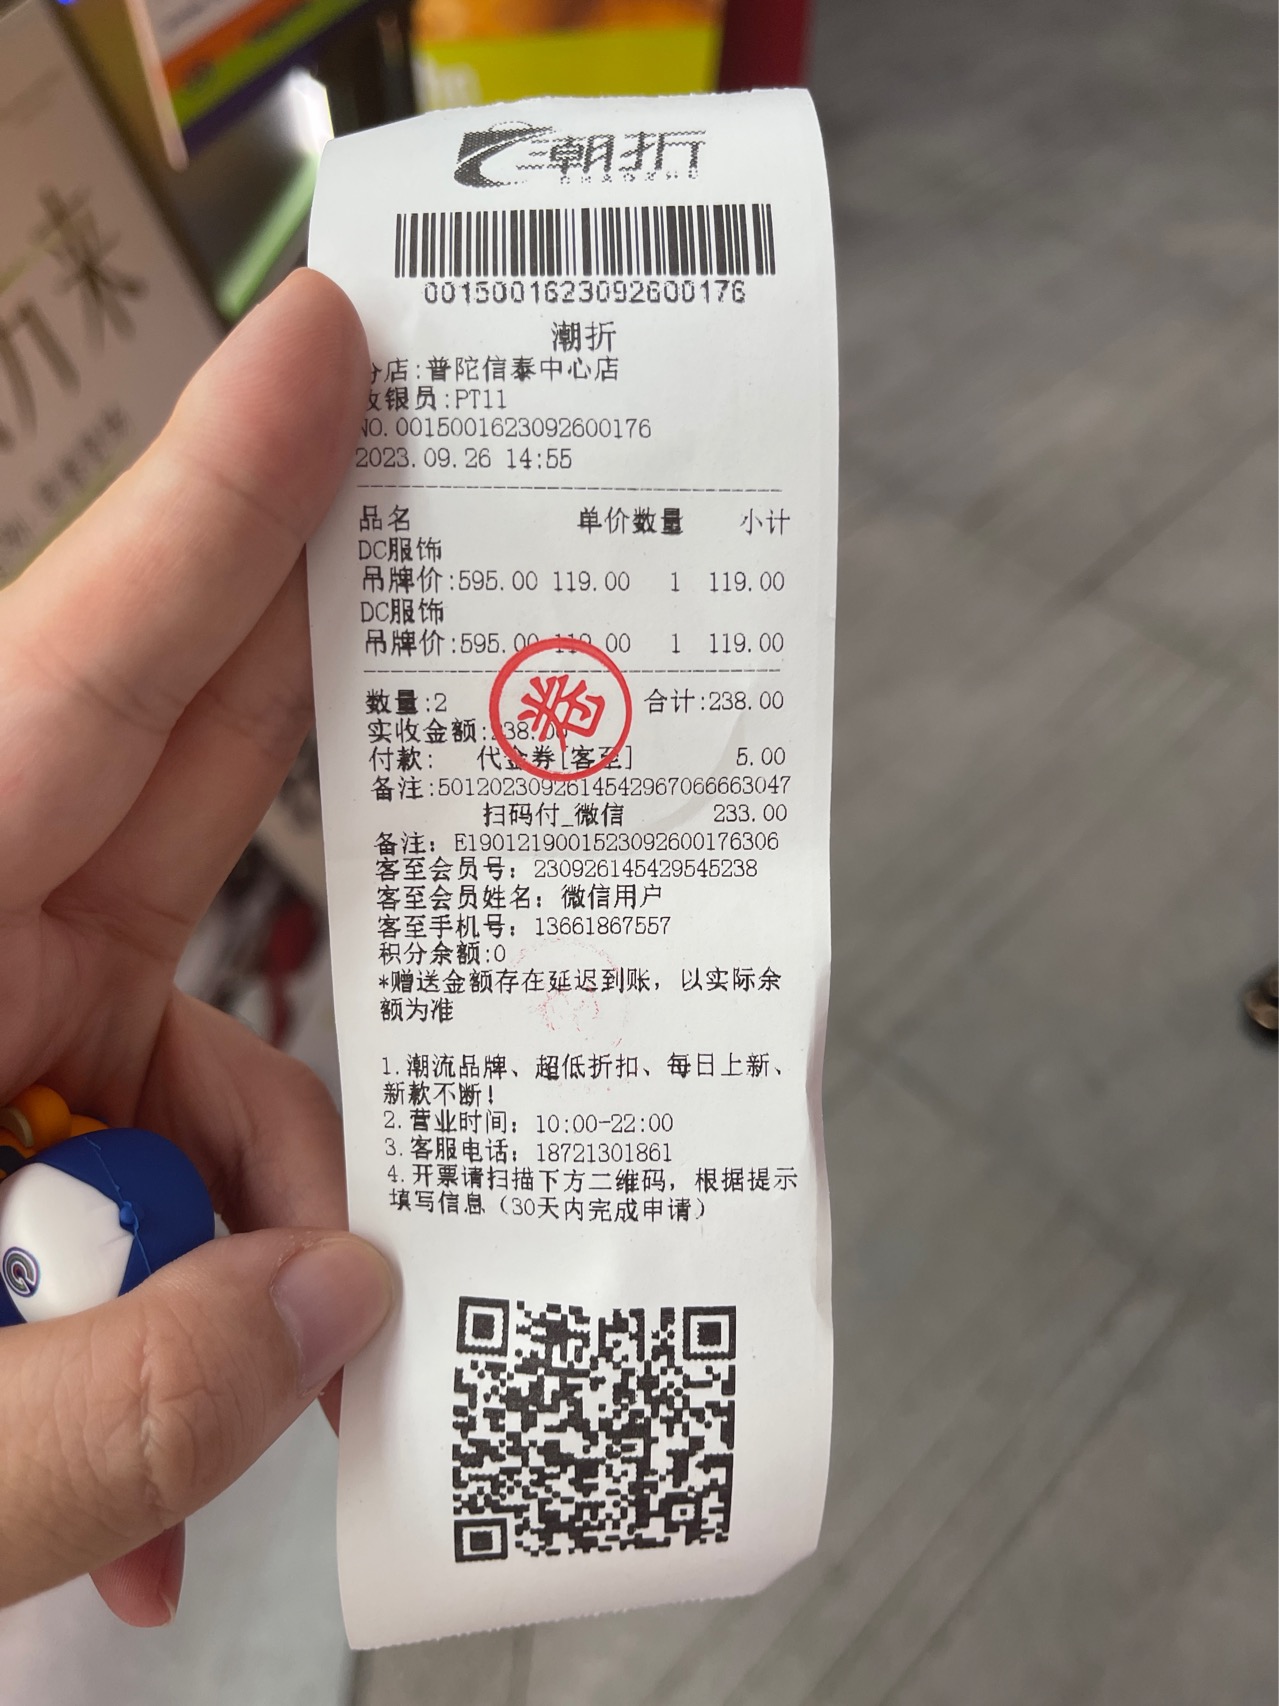 潮折
0015001623092600176
潮折
分店:普陀信泰中心店
收银员:PT11
NO.0015001623092600176
2023.09.26 14:55
品名 单价数量 小计
DC服饰
吊牌价:595.00 119.00 1 119.00
DC服饰
吊牌价:595.00 119.00 1 119.00
数量:2 合计:238.00
实收金额:238.00
付款: 代金券[客至] 5.00
备注:501202309261454296706666​3047
扫码付_微信 233.00
备注: E19012190015230926001763​06
客至会员号: 230926145429545238
客至会员姓名: 微信用户
客至手机号: 13661867557
积分余额:0
*赠送金额存在延迟到账, 以实际余
额为准
1.潮流品牌、超低折扣、每日上新、
新款不断!
2.营业时间: 10:00-22:00
3.客服电话: 18721301861
4.开票请扫描下方二维码, 根据提示
填写信息(30天内完成申请)
力来